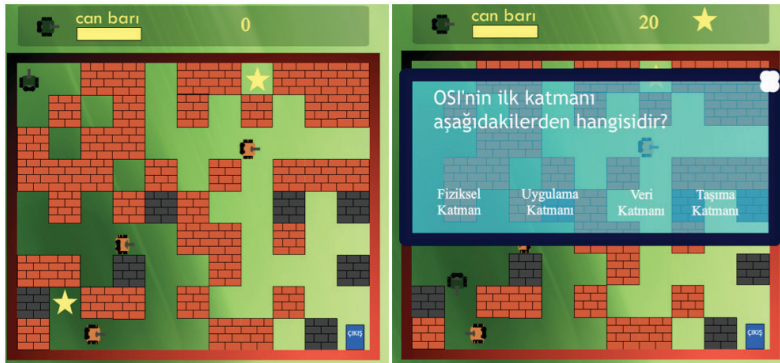 can barı
0
ÇIKIŞ
can barı
20
OSI'nin ilk katmanı
aşağıdakilerden hangisidir?
Fiziksel
Katman
Uygulama
Katmanı
Veri
Katmanı
Taşıma
Katmanı
ÇIKIŞ